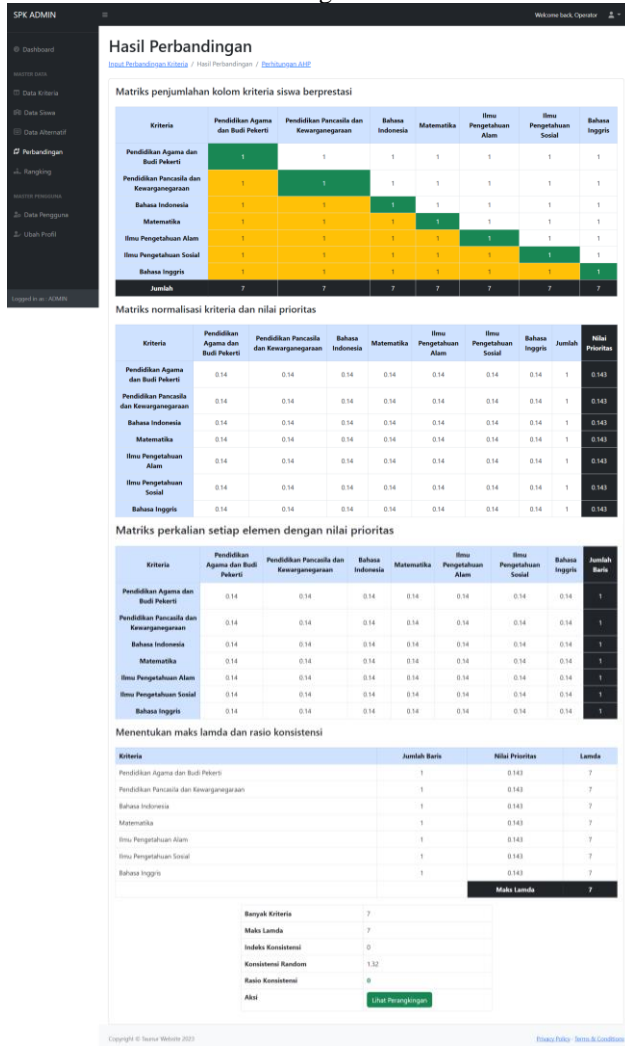 SPK ADMIN
Welcome back, Operator
Dashboard
MASTER DATA
Data Kriteria
Data Siswa
Data Alternatif
Perbandingan
Rangking
MASTER PENGGUNA
Data Pengguna
Ubah Profil
Logged in as : ADMIN
Hasil Perbandingan
Input Perbandingan Kriteria / Hasil Perbandingan / Perhitungan AHP
Matriks penjumlahan kolom kriteria siswa berprestasi
Kriteria Pendidikan Agama dan Budi Pekerti Pendidikan Pancasila dan Kewarganegaraan Bahasa Indonesia Matematika Ilmu Pengetahuan Alam Ilmu Pengetahuan Sosial Bahasa Inggris
Pendidikan Agama dan Budi Pekerti 1 1 1 1 1 1 1
Pendidikan Pancasila dan Kewarganegaraan 1 1 1 1 1 1 1
Bahasa Indonesia 1 1 1 1 1 1 1
Matematika 1 1 1 1 1 1 1
Ilmu Pengetahuan Alam 1 1 1 1 1 1 1
Ilmu Pengetahuan Sosial 1 1 1 1 1 1 1
Bahasa Inggris 1 1 1 1 1 1 1
Jumlah 7 7 7 7 7 7 7
Matriks normalisasi kriteria dan nilai prioritas
Kriteria Pendidikan Agama dan Budi Pekerti Pendidikan Pancasila dan Kewarganegaraan Bahasa Indonesia Matematika Ilmu Pengetahuan Alam Ilmu Pengetahuan Sosial Bahasa Inggris Jumlah Nilai Prioritas
Pendidikan Agama dan Budi Pekerti 0.14 0.14 0.14 0.14 0.14 0.14 0.14 1 0.143
Pendidikan Pancasila dan Kewarganegaraan 0.14 0.14 0.14 0.14 0.14 0.14 0.14 1 0.143
Bahasa Indonesia 0.14 0.14 0.14 0.14 0.14 0.14 0.14 1 0.143
Matematika 0.14 0.14 0.14 0.14 0.14 0.14 0.14 1 0.143
Ilmu Pengetahuan Alam 0.14 0.14 0.14 0.14 0.14 0.14 0.14 1 0.143
Ilmu Pengetahuan Sosial 0.14 0.14 0.14 0.14 0.14 0.14 0.14 1 0.143
Bahasa Inggris 0.14 0.14 0.14 0.14 0.14 0.14 0.14 1 0.143
Matriks perkalian setiap elemen dengan nilai prioritas
Kriteria Pendidikan Agama dan Budi Pekerti Pendidikan Pancasila dan Kewarganegaraan Bahasa Indonesia Matematika Ilmu Pengetahuan Alam Ilmu Pengetahuan Sosial Bahasa Inggris Jumlah Baris
Pendidikan Agama dan Budi Pekerti 0.14 0.14 0.14 0.14 0.14 0.14 0.14 1
Pendidikan Pancasila dan Kewarganegaraan 0.14 0.14 0.14 0.14 0.14 0.14 0.14 1
Bahasa Indonesia 0.14 0.14 0.14 0.14 0.14 0.14 0.14 1
Matematika 0.14 0.14 0.14 0.14 0.14 0.14 0.14 1
Ilmu Pengetahuan Alam 0.14 0.14 0.14 0.14 0.14 0.14 0.14 1
Ilmu Pengetahuan Sosial 0.14 0.14 0.14 0.14 0.14 0.14 0.14 1
Bahasa Inggris 0.14 0.14 0.14 0.14 0.14 0.14 0.14 1
Menentukan maks lamda dan rasio konsistensi
Kriteria Jumlah Baris Nilai Prioritas Lamda
Pendidikan Agama dan Budi Pekerti 1 0.143 7
Pendidikan Pancasila dan Kewarganegaraan 1 0.143 7
Bahasa Indonesia 1 0.143 7
Matematika 1 0.143 7
Ilmu Pengetahuan Alam 1 0.143 7
Ilmu Pengetahuan Sosial 1 0.143 7
Bahasa Inggris 1 0.143 7
Maks Lamda 7
Banyak Kriteria 7
Maks Lamda 7
Indeks Konsistensi 0
Konsistensi Random 1.32
Rasio Konsistensi 0
Aksi Lihat Perangkingan
Copyright © Website 2023
Privacy Policy · Terms & Conditions